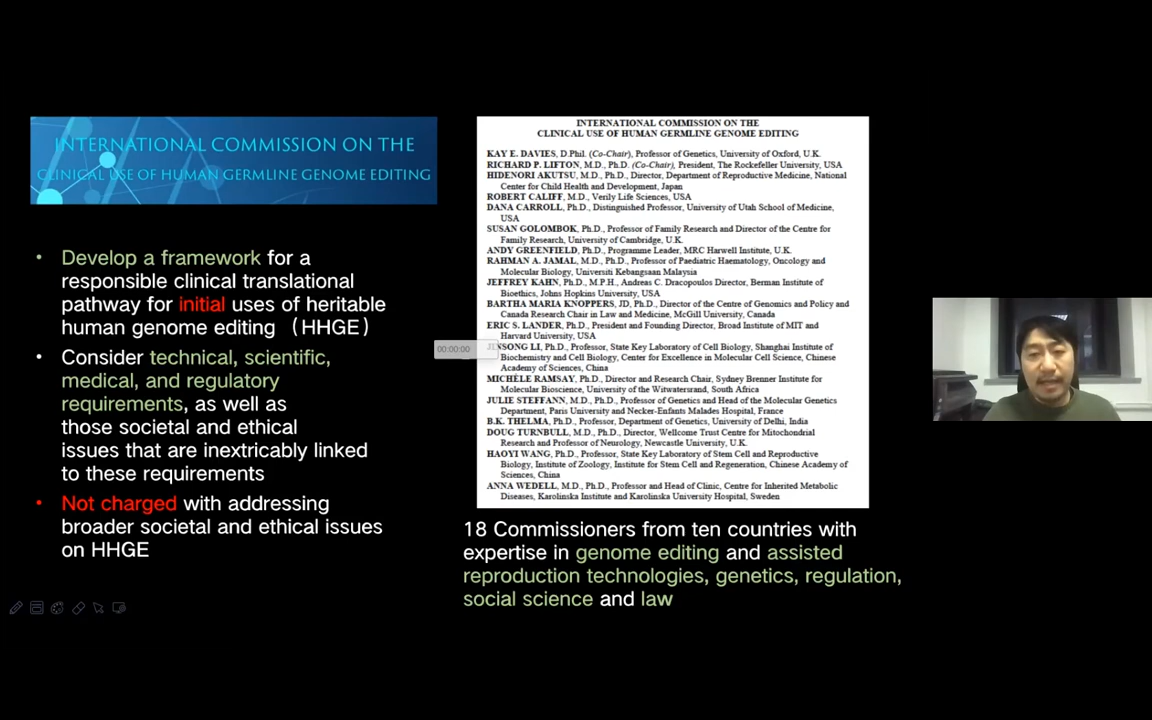 INTERNATIONAL COMMISSION ON THE
CLINICAL USE OF HUMAN GERMLINE GENOME EDITING
• Develop a framework for a
responsible clinical translational
pathway for initial uses of heritable
human genome editing （HHGE）
• Consider technical, scientific,
medical, and regulatory
requirements, as well as
those societal and ethical
issues that are inextricably linked
to these requirements
• Not charged with addressing
broader societal and ethical issues
on HHGE
INTERNATIONAL COMMISSION ON THE
CLINICAL USE OF HUMAN GERMLINE GENOME EDITING
KAY E. DAVIES, D.Phil. (Co-Chair), Professor of Genetics, University of Oxford, U.K.
RICHARD P. LIFTON, M.D., Ph.D. (Co-Chair), President, The Rockefeller University, USA
HIDENORI AKUTSU, M.D., Ph.D., Director, Department of Reproductive Medicine, National
Center for Child Health and Development, Japan
ROBERT CALIFF, M.D., Verily Life Sciences, USA
DANA CARROLL, Ph.D., Distinguished Professor, University of Utah School of Medicine,
USA
SUSAN GOLOMBOK, Ph.D., Professor of Family Research and Director of the Centre for
Family Research, University of Cambridge, U.K.
ANDY GREENFIELD, Ph.D., Programme Leader, MRC Harwell Institute, U.K.
RAHMAN A. JAMAL, M.D., Ph.D., Professor of Paediatric Haematology, Oncology and
Molecular Biology, Universiti Kebangsaan Malaysia
JEFFREY KAHN, Ph.D., M.P.H., Andreas C. Dracopoulos Director, Berman Institute of
Bioethics, Johns Hopkins University, USA
BARTHA MARIA KNOPPERS, JD, Ph.D., Director of the Centre of Genomics and Policy and
Canada Research Chair in Law and Medicine, McGill University, Canada
ERIC S. LANDER, Ph.D., President and Founding Director, Broad Institute of MIT and
Harvard University, USA
JINSONG LI, Ph.D., Professor, State Key Laboratory of Cell Biology, Shanghai Institute of
Biochemistry and Cell Biology, Center for Excellence in Molecular Cell Science, Chinese
Academy of Sciences, China
MICHÈLE RAMSAY, Ph.D., Director and Research Chair, Sydney Brenner Institute for
Molecular Bioscience, University of the Witwatersrand, South Africa
JULIE STEFFANN, M.D., Ph.D., Professor of Genetics and Head of the Molecular Genetics
Department, Paris University and Necker-Enfants Malades Hospital, France
B.K. THELMA, Ph.D., Professor, Department of Genetics, University of Delhi, India
DOUG TURNBULL, M.D., Ph.D., Director, Wellcome Trust Centre for Mitochondrial
Research and Professor of Neurology, Newcastle University, U.K.
HAOYI WANG, Ph.D., Professor, State Key Laboratory of Stem Cell and Reproductive
Biology, Institute of Zoology, Institute for Stem Cell and Regeneration, Chinese Academy of
Sciences, China
ANNA WEDELL, M.D., Ph.D., Professor and Head of Clinic, Centre for Inherited Metabolic
Diseases, Karolinska Institute and Karolinska University Hospital, Sweden
00:00:00
18 Commissioners from ten countries with
expertise in genome editing and assisted
reproduction technologies, genetics, regulation,
social science and law